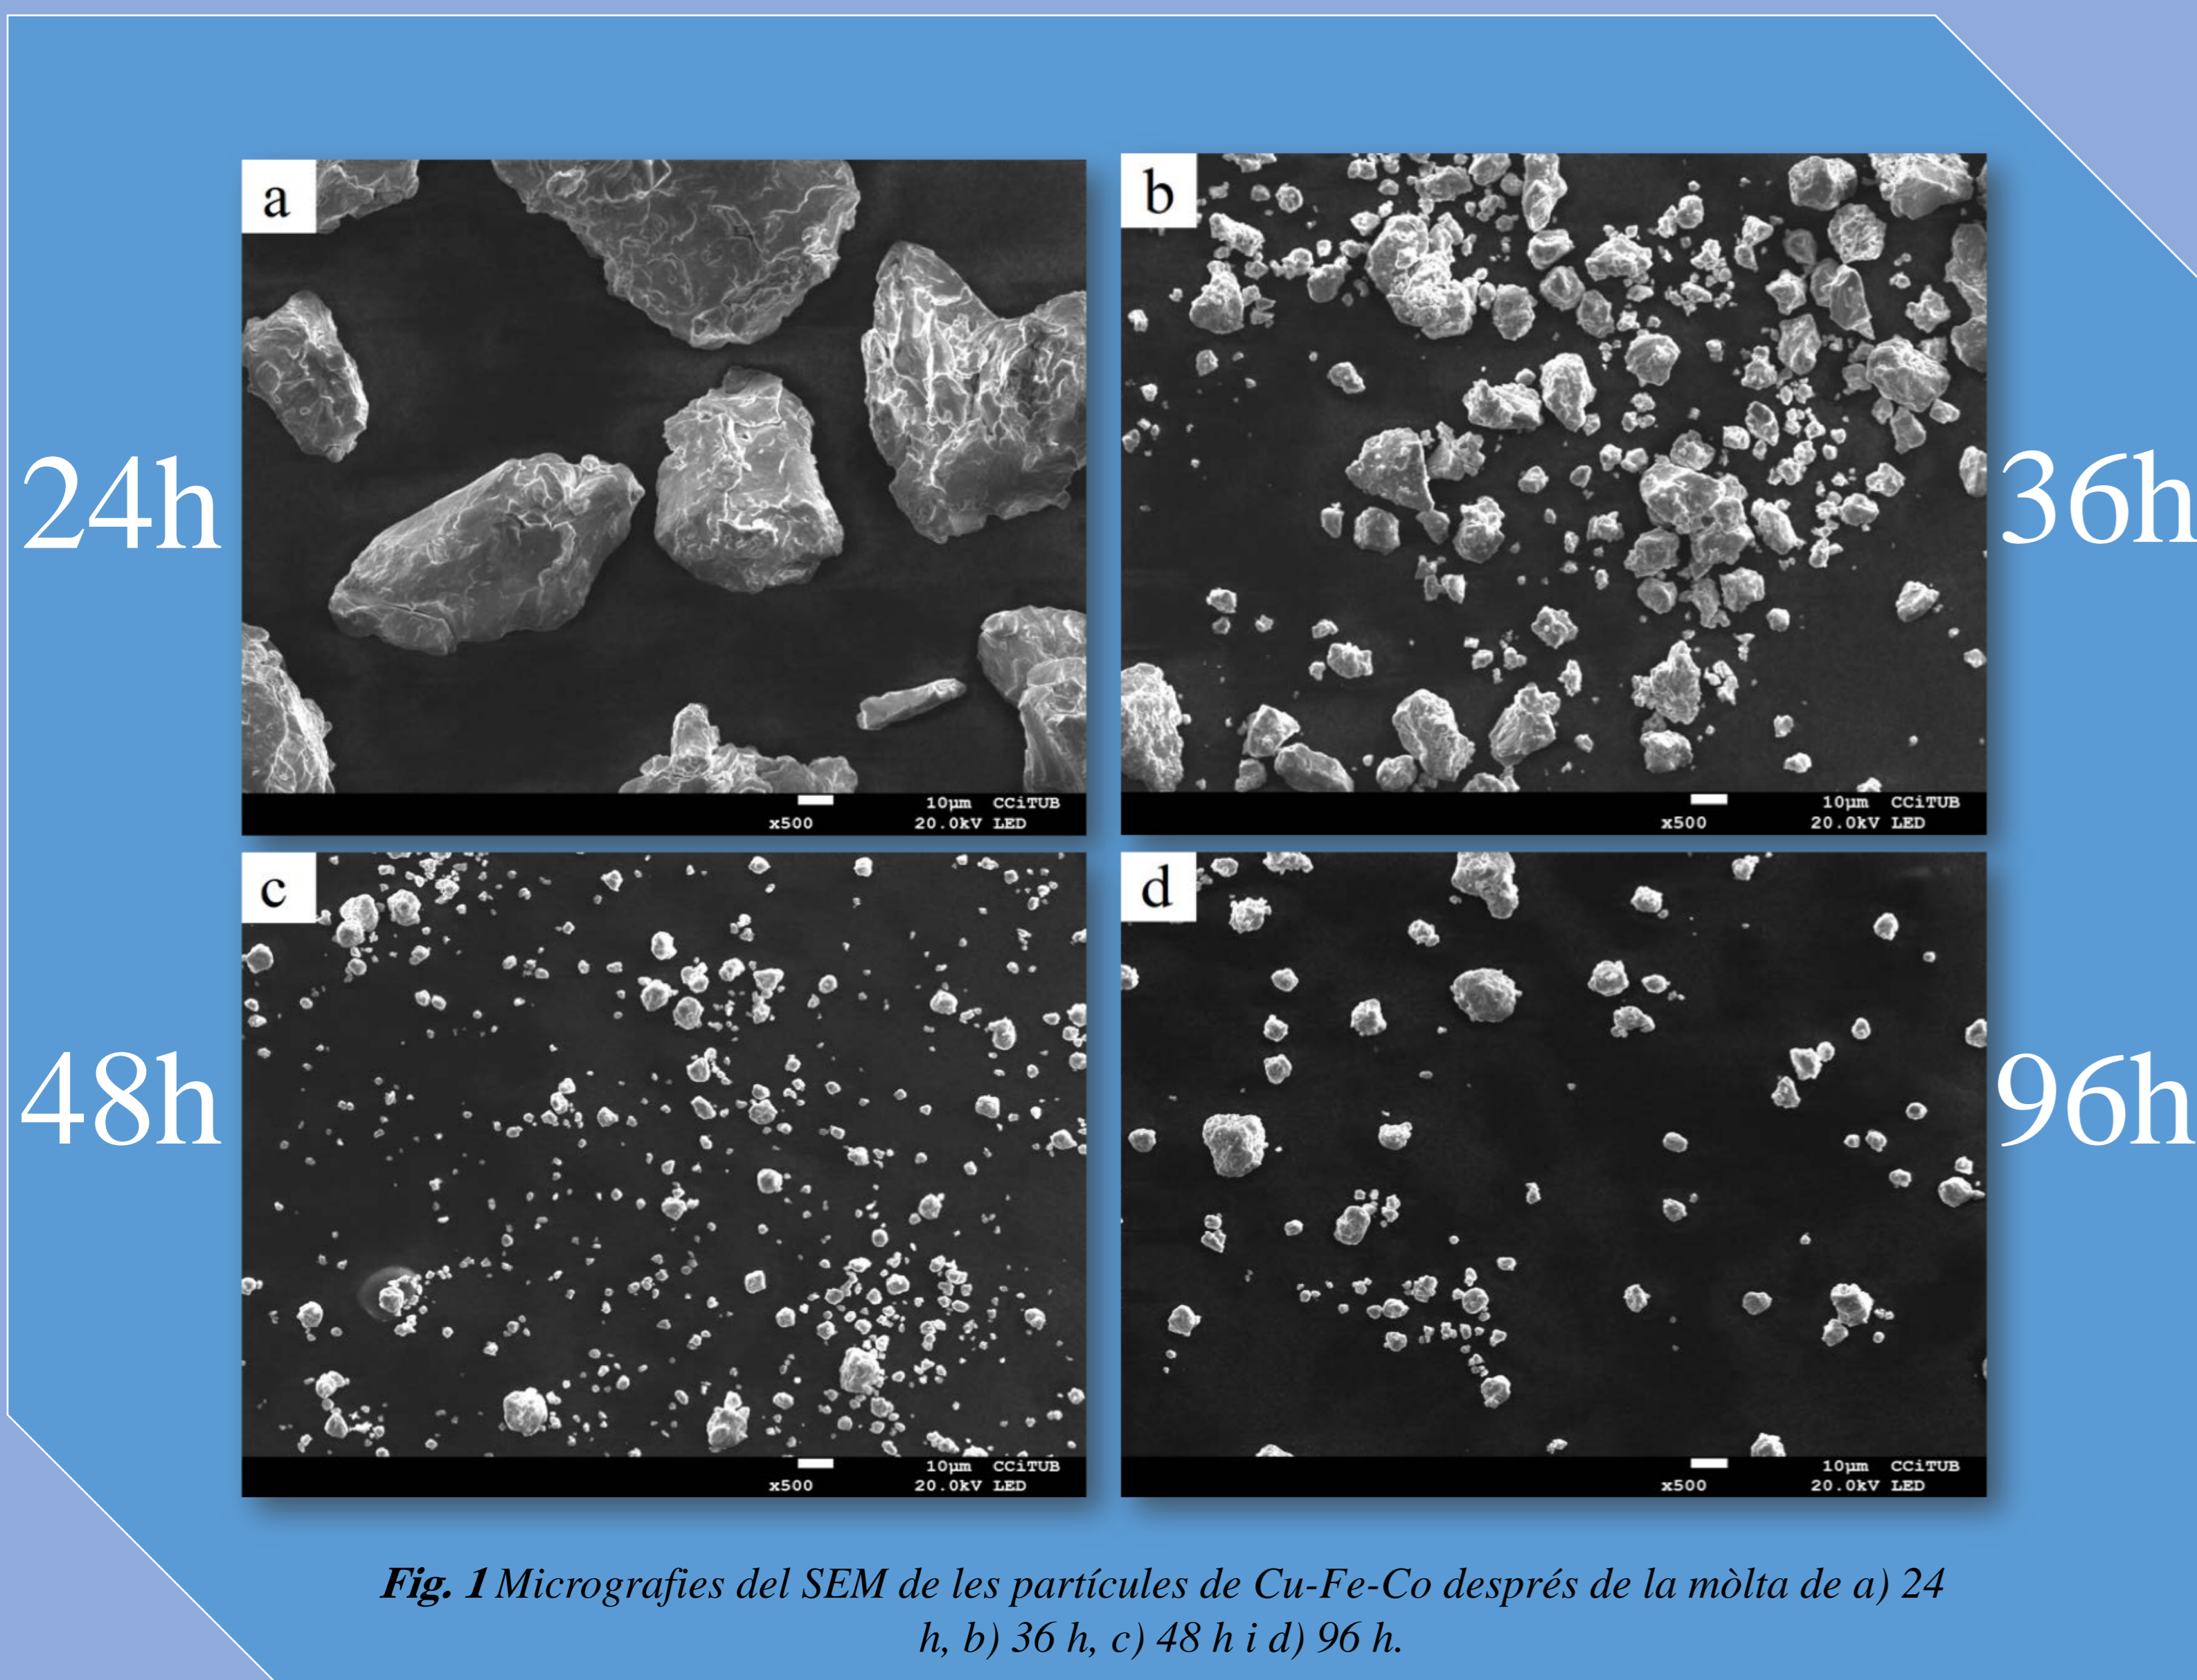 a
b
24h
36h
10µm CCiTUB
x500 20.0kV LED
10µm CCiTUB
x500 20.0kV LED
c
d
48h
96h
10µm CCiTUB
x500 20.0kV LED
10µm CCiTUB
x500 20.0kV LED
Fig. 1 Micrografies del SEM de les partícules de Cu-Fe-Co després de la mòlta de a) 24
h, b) 36 h, c) 48 h i d) 96 h.